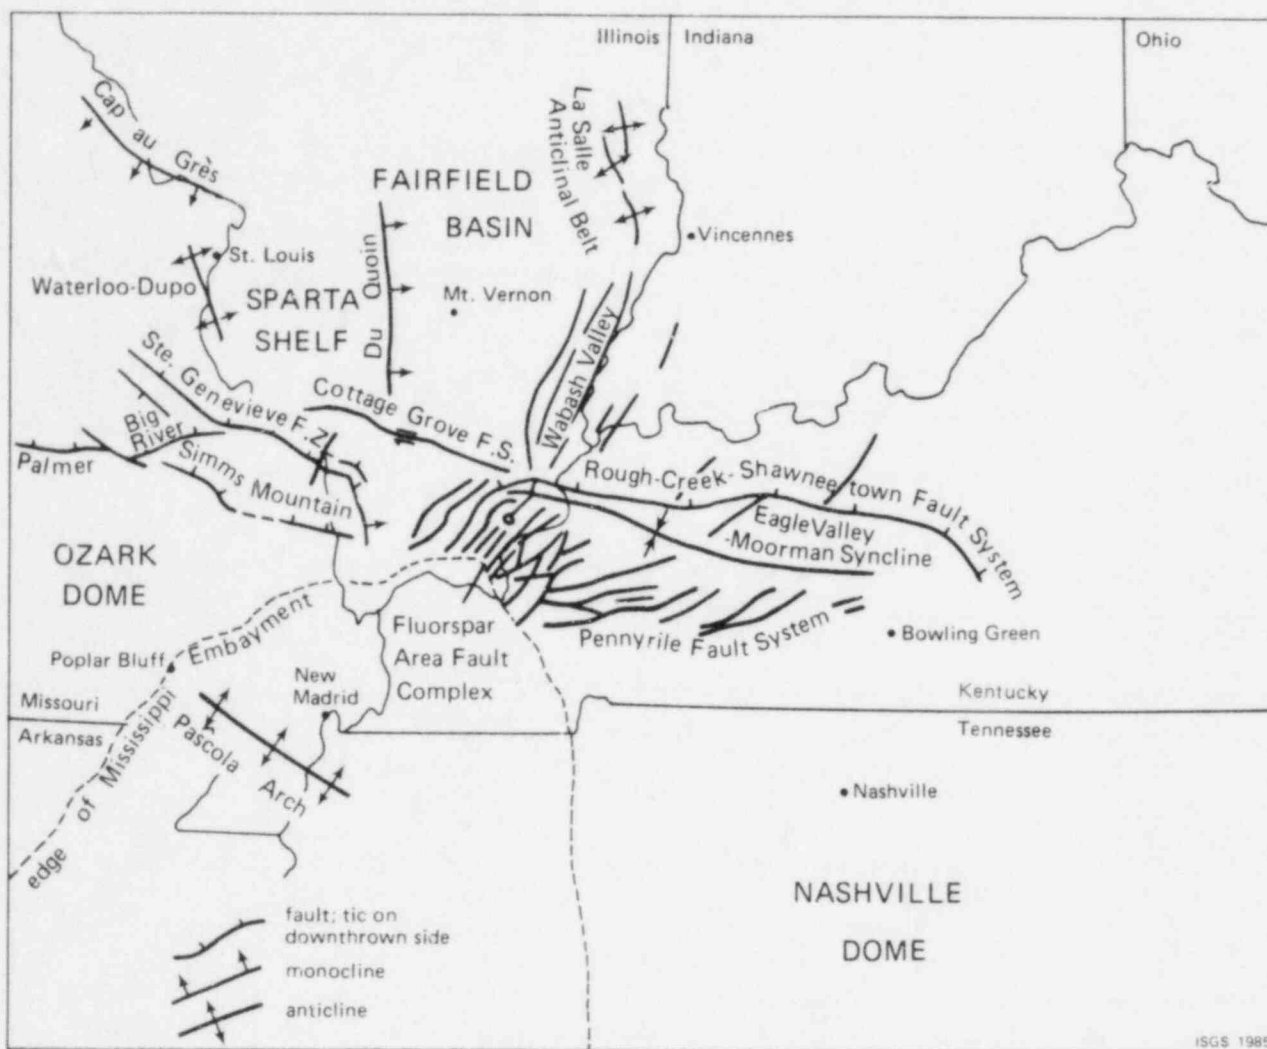 Illinois
Indiana
Ohio
Cap au Grès
La Salle
Anticlinal Belt
FAIRFIELD
BASIN
Vincennes
St. Louis
Waterloo-Dupo
SPARTA
SHELF
Du Quoin
Mt. Vernon
Wabash Valley
Ste. Genevieve F.Z.
Cottage Grove F.S.
Big
River
Palmer
Simms Mountain
Rough-Creek-Shawneetown Fault System
Eagle Valley
-Moorman Syncline
OZARK
DOME
Fluorspar
Area Fault
Complex
Pennyrile Fault System
Bowling Green
Poplar Bluff
edge of Mississippi Embayment
New
Madrid
Missouri
Arkansas
Kentucky
Tennessee
Pascola Arch
Nashville
NASHVILLE
DOME
fault; tic on
downthrown side
monocline
anticline
ISGS 1985